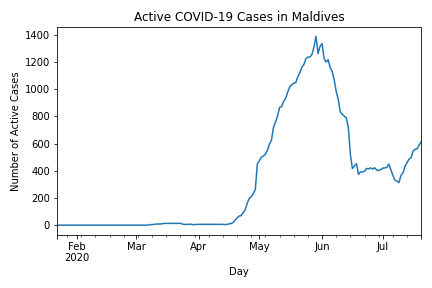 Active COVID-19 Cases in Maldives
Number of Active Cases
1400
1200
1000
800
600
400
200
0
Feb Mar Apr May Jun Jul
2020
Day